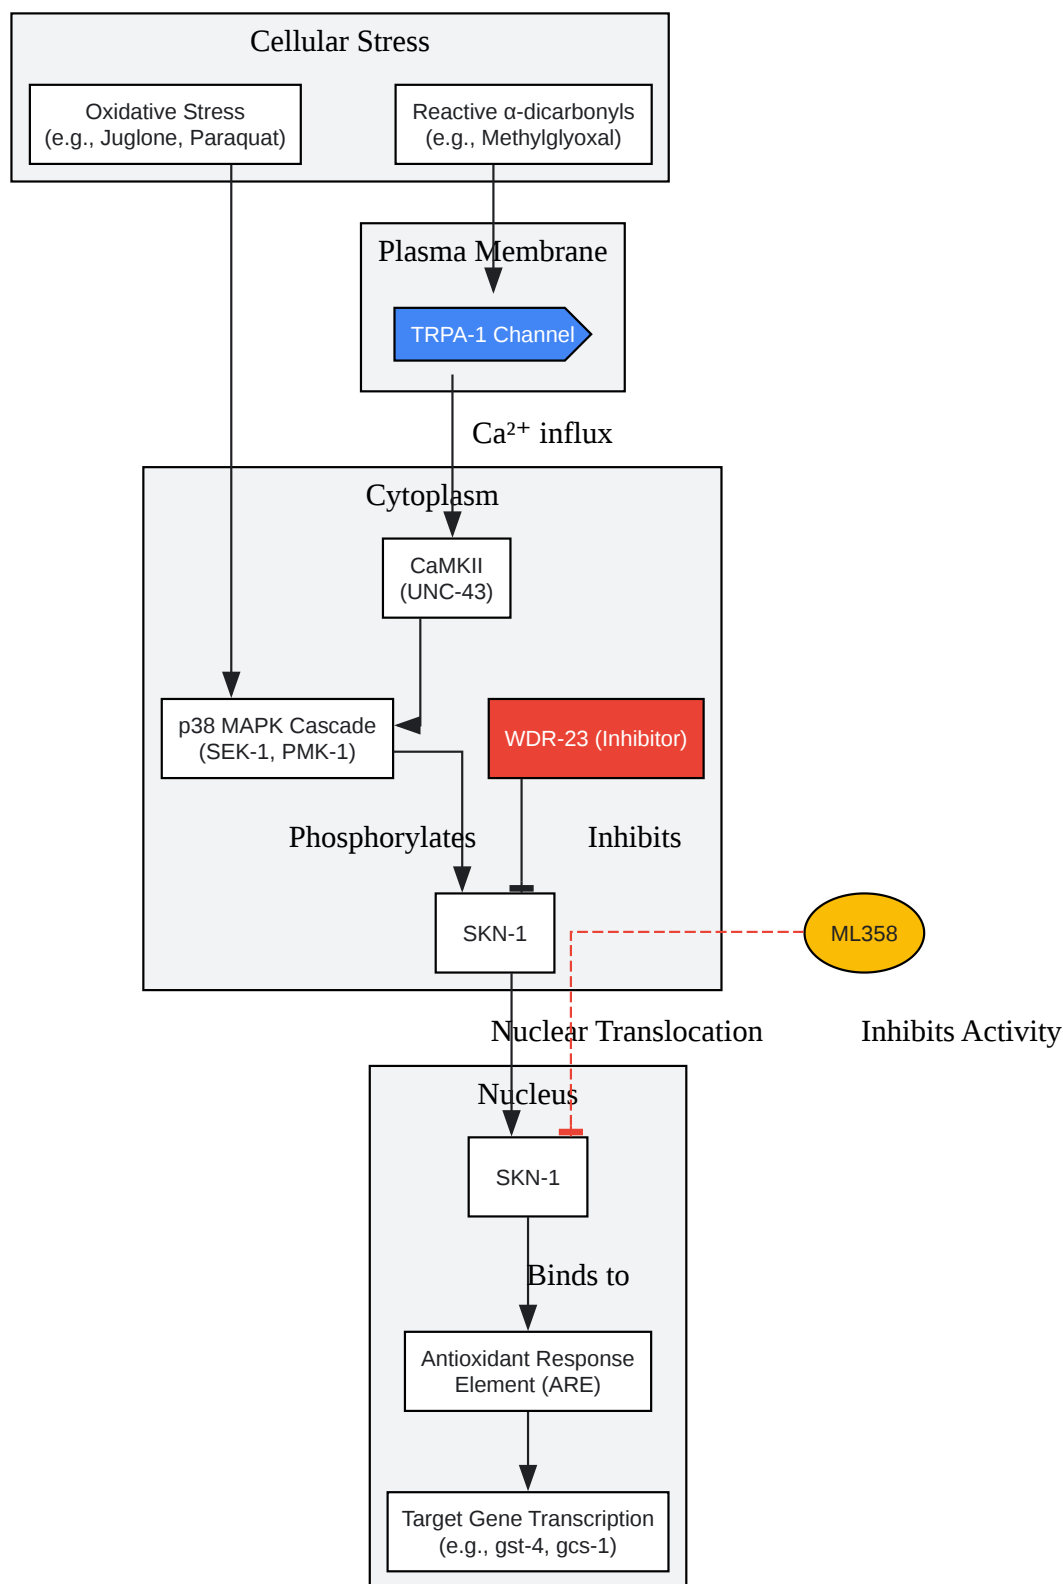 Cellular Stress
Oxidative Stress
(e.g., Juglone, Paraquat)
Reactive α-dicarbonyls
(e.g., Methylglyoxal)
Plasma Membrane
TRPA-1 Channel
Ca²⁺ influx
Cytoplasm
CaMKII
(UNC-43)
p38 MAPK Cascade
(SEK-1, PMK-1)
WDR-23 (Inhibitor)
Phosphorylates
Inhibits
SKN-1
ML358
Nuclear Translocation
Inhibits Activity
Nucleus
SKN-1
Binds to
Antioxidant Response
Element (ARE)
Target Gene Transcription
(e.g., gst-4, gcs-1)